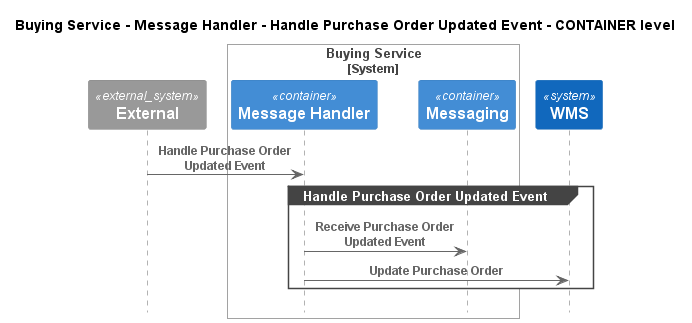 Buying Service - Message Handler - Handle Purchase Order Updated Event - CONTAINER level
Buying Service
[System]
«external_system»
External
«container»
Message Handler
«container»
Messaging
«system»
WMS
Handle Purchase Order
Updated Event
Handle Purchase Order Updated Event
Receive Purchase Order
Updated Event
Update Purchase Order